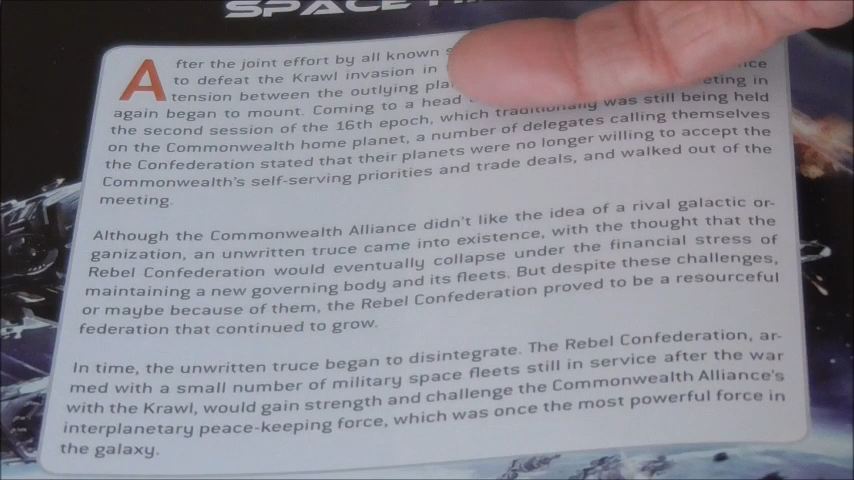 SPACE
After the joint effort by all known
to defeat the Krawl invasion in
tension between the outlying
again began to mount. Coming to a head
the second session of the 16th epoch, which traditionally was still being held
on the Commonwealth home planet, a number of delegates calling themselves
the Confederation stated that their planets were no longer willing to accept the
Commonwealth's self-serving priorities and trade deals, and walked out of the
meeting.
Although the Commonwealth Alliance didn't like the idea of a rival galactic or-
ganization, an unwritten truce came into existence, with the thought that the
Rebel Confederation would eventually collapse under the financial stress of
maintaining a new governing body and its fleets. But despite these challenges,
or maybe because of them, the Rebel Confederation proved to be a resourceful
federation that continued to grow.
In time, the unwritten truce began to disintegrate. The Rebel Confederation, ar-
med with a small number of military space fleets still in service after the war
with the Krawl, would gain strength and challenge the Commonwealth Alliance's
interplanetary peace-keeping force, which was once the most powerful force in
the galaxy.